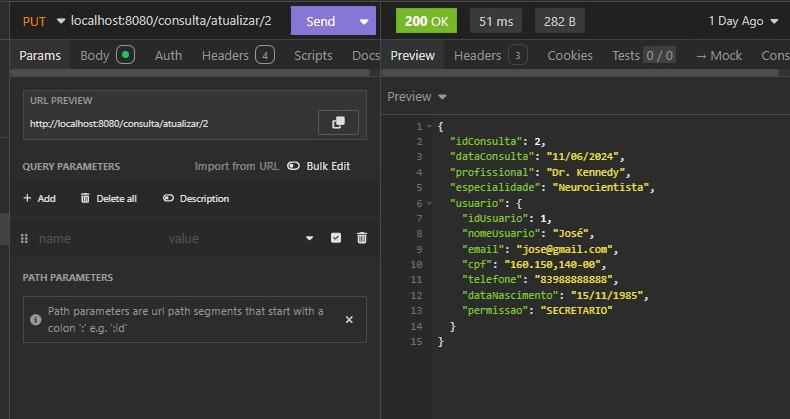 PUT localhost:8080/consulta/atualizar/2 Send
Params Body Auth Headers 4 Scripts Docs
URL PREVIEW
http://localhost:8080/consulta/atualizar/2
QUERY PARAMETERS Import from URL Bulk Edit
+ Add Delete all Description
name value
PATH PARAMETERS
Path parameters are url path segments that start with a
colon ':' e.g. ':id'
200 OK 51 ms 282 B 1 Day Ago
Preview Headers 3 Cookies Tests 0 / 0 → Mock Cons
Preview
1 {
2 "idConsulta": 2,
3 "dataConsulta": "11/06/2024",
4 "profissional": "Dr. Kennedy",
5 "especialidade": "Neurocientista",
6 "usuario": {
7 "idUsuario": 1,
8 "nomeUsuario": "José",
9 "email": "jose@gmail.com",
10 "cpf": "160.150,140-00",
11 "telefone": "83988888888",
12 "dataNascimento": "15/11/1985",
13 "permissao": "SECRETARIO"
14 }
15 }